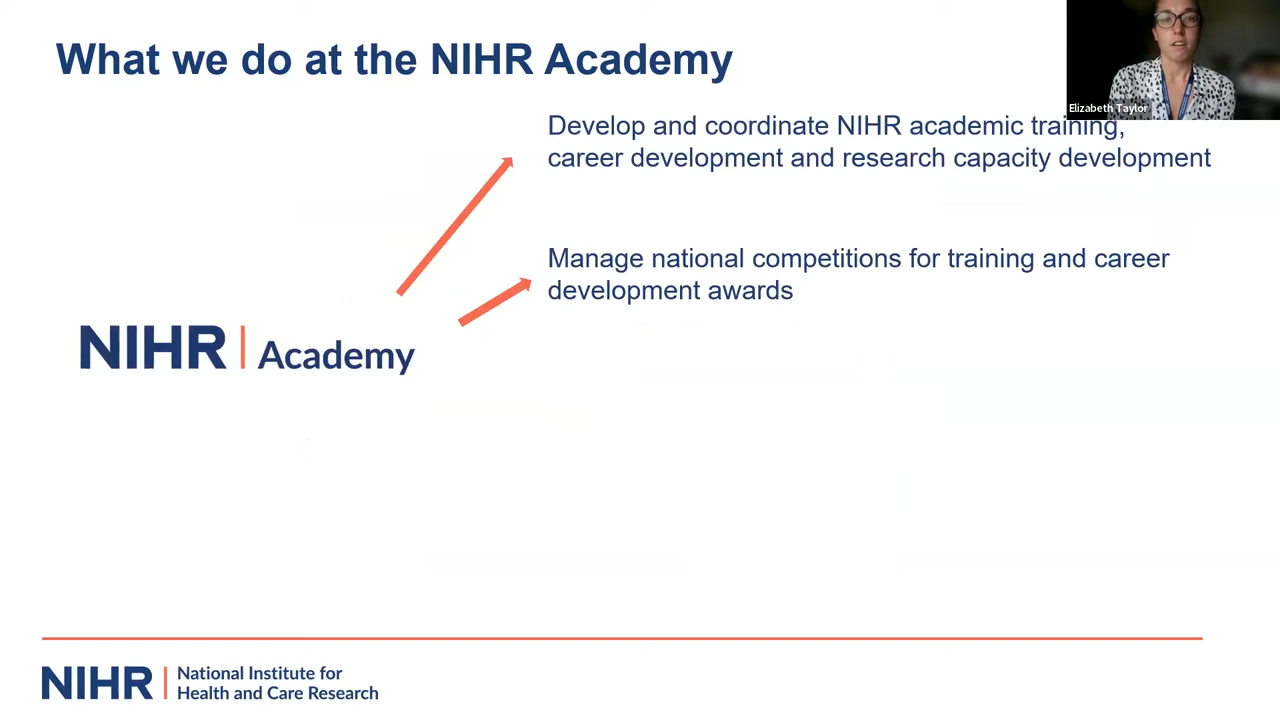 What we do at the NIHR Academy
Elizabeth Taylor
Develop and coordinate NIHR academic training,
career development and research capacity development
Manage national competitions for training and career
development awards
NIHR | Academy
NIHR | National Institute for
Health and Care Research